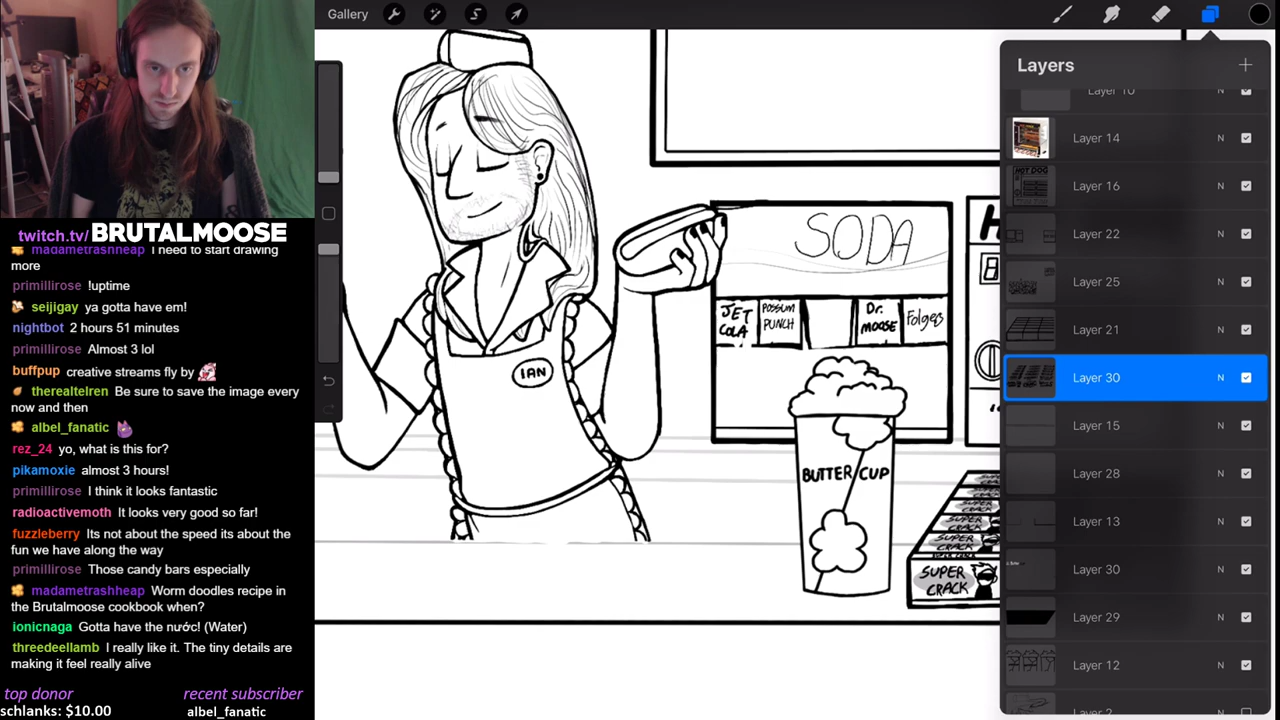 Gallery
Layers
Layer 10
N
Layer 14
N
HOT DOG
Layer 16
N
Layer 22
N
Layer 25
N
Layer 21
N
Layer 30
N
Layer 15
N
Layer 28
N
Layer 13
N
Layer 30
N
Layer 29
N
Layer 12
N
Layer 2
N
SODA
JET
COLA
POSSUM
PUNCH
Dr.
MOOSE
Folgers
IAN
BUTTER CUP
SUPER
CRACK
SUPER
CRACK
SUPER
CRACK
SUPER
CRACK
twitch.tv/BRUTALMOOSE
madametrashheap I need to start drawing
more
primillirose !uptime
seijigay ya gotta have em!
nightbot 2 hours 51 minutes
primillirose Almost 3 lol
buffpup creative streams fly by
therealtelren Be sure to save the image every
now and then
albel_fanatic
rez_24 yo, what is this for?
pikamoxie almost 3 hours!
primillirose I think it looks fantastic
radioactivemoth It looks very good so far!
fuzzleberry Its not about the speed its about the
fun we have along the way
primillirose Those candy bars especially
madametrashheap Worm doodles recipe in
the Brutalmoose cookbook when?
ionicnaga Gotta have the nước! (Water)
threedeellamb I really like it. The tiny details are
making it feel really alive
top donor
schlanks: $10.00
recent subscriber
albel_fanatic